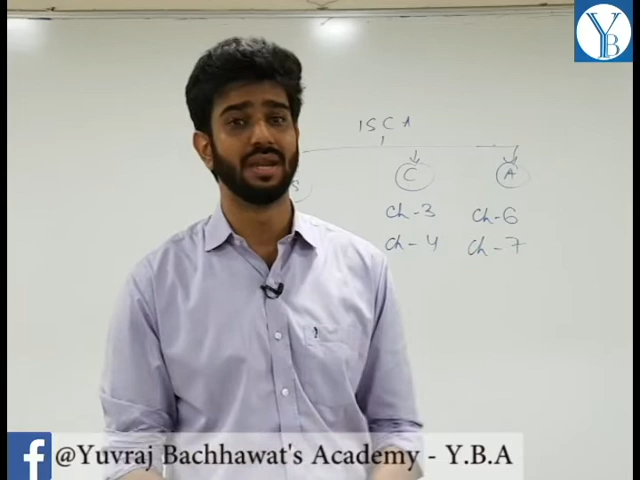 YB
ISCA
S C A
Ch-3 Ch-6
Ch-4 Ch-7
f @Yuvraj Bachhawat's Academy - Y.B.A